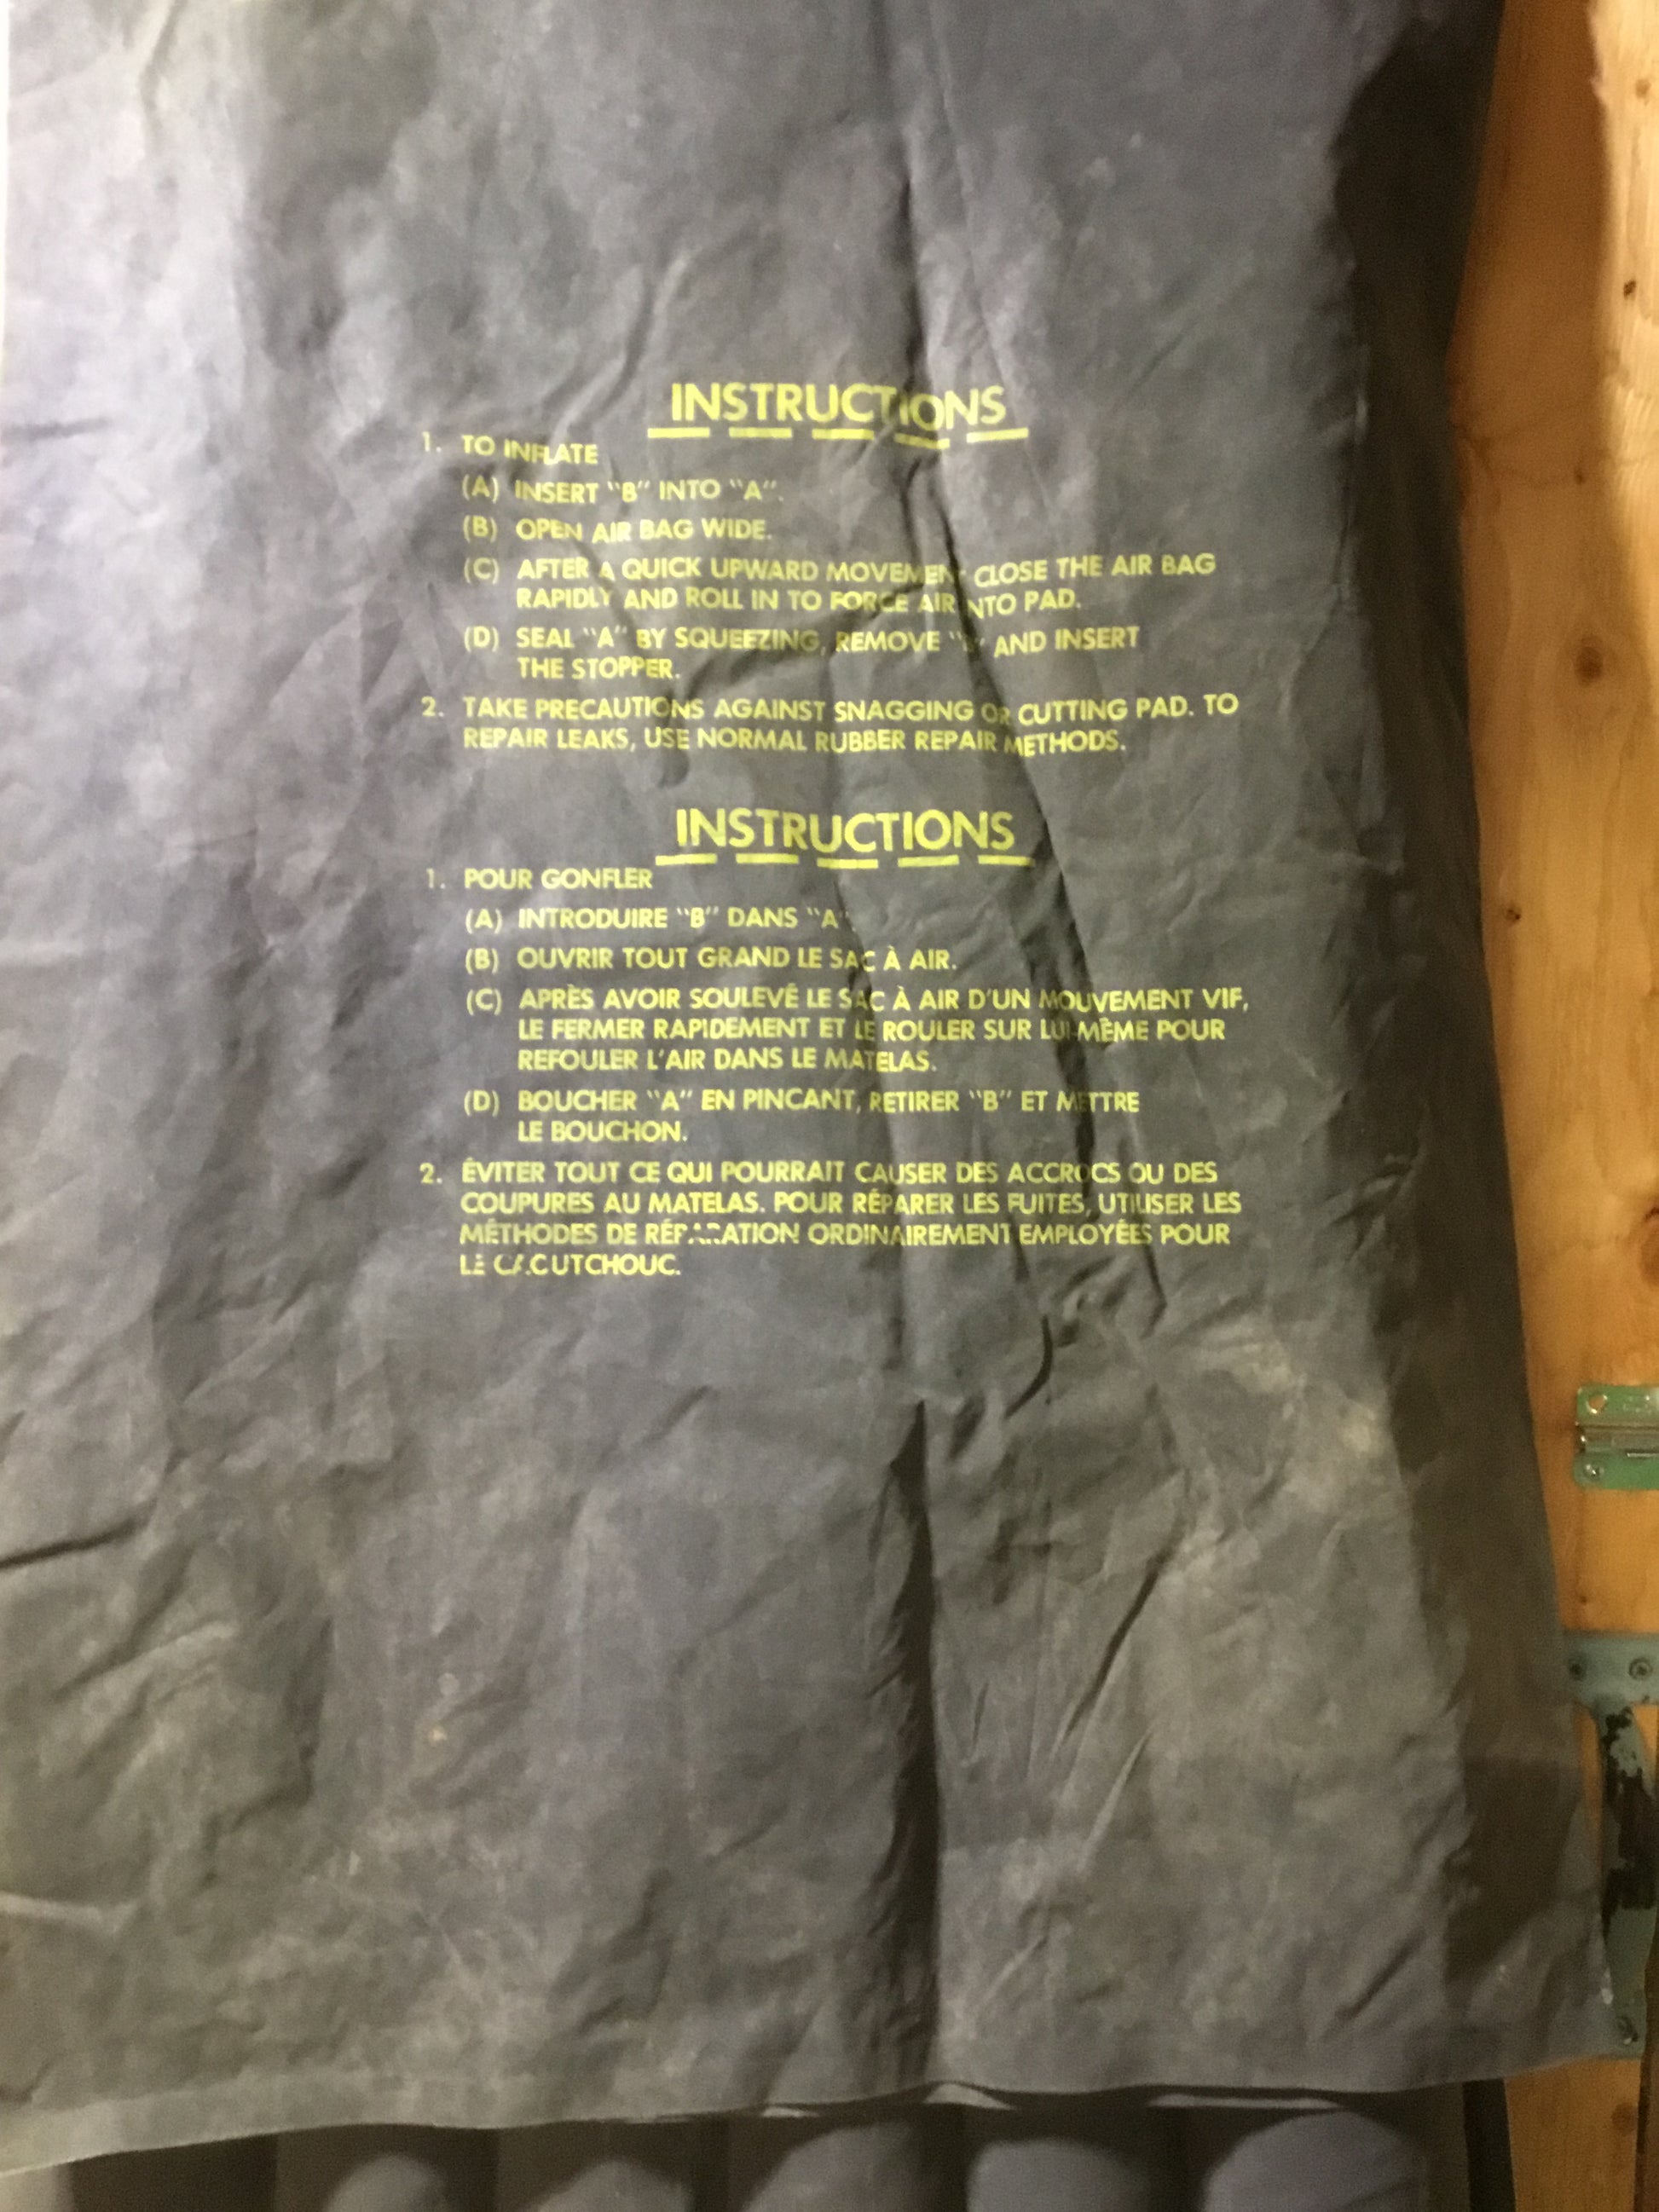 INSTRUCTIONS
1. TO INFLATE
(A) INSERT "B" INTO "A".
(B) OPEN AIR BAG WIDE.
(C) AFTER A QUICK UPWARD MOVEMENT CLOSE THE AIR BAG
RAPIDLY AND ROLL IN TO FORCE AIR INTO PAD.
(D) SEAL "A" BY SQUEEZING, REMOVE "B" AND INSERT
THE STOPPER.
2. TAKE PRECAUTIONS AGAINST SNAGGING OR CUTTING PAD. TO
REPAIR LEAKS, USE NORMAL RUBBER REPAIR METHODS.
INSTRUCTIONS
1. POUR GONFLER
(A) INTRODUIRE "B" DANS "A"
(B) OUVRIR TOUT GRAND LE SAC À AIR.
(C) APRÈS AVOIR SOULEVÉ LE SAC À AIR D'UN MOUVEMENT VIF,
LE FERMER RAPIDEMENT ET LE ROULER SUR LUI-MÊME POUR
REFOULER L'AIR DANS LE MATELAS.
(D) BOUCHER "A" EN PINCANT, RETIRER "B" ET METTRE
LE BOUCHON.
2. ÉVITER TOUT CE QUI POURRAIT CAUSER DES ACCROCS OU DES
COUPURES AU MATELAS. POUR RÉPARER LES FUITES, UTILISER LES
MÉTHODES DE RÉPARATION ORDINAIREMENT EMPLOYÉES POUR
LE CAOUTCHOUC.